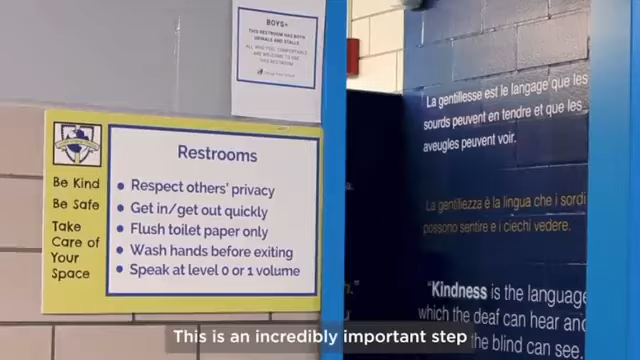 BOYS+
THIS RESTROOM HAS BOTH
URINALS AND STALLS
ALL WHO FEEL COMFORTABLE
ARE WELCOME TO USE
THIS RESTROOM
Restrooms
Be Kind
Be Safe
Take
Care of
Your
Space
• Respect others' privacy
• Get in/get out quickly
• Flush toilet paper only
• Wash hands before exiting
• Speak at level 0 or 1 volume
La gentillesse est le langage que les
sourds peuvent en tendre et que les
aveugles peuvent voir.
La gentilezza è la lingua che i sordi
possono sentire e i ciechi vedere.
"Kindness is the language
which the deaf can hear and
the blind can see.
This is an incredibly important step